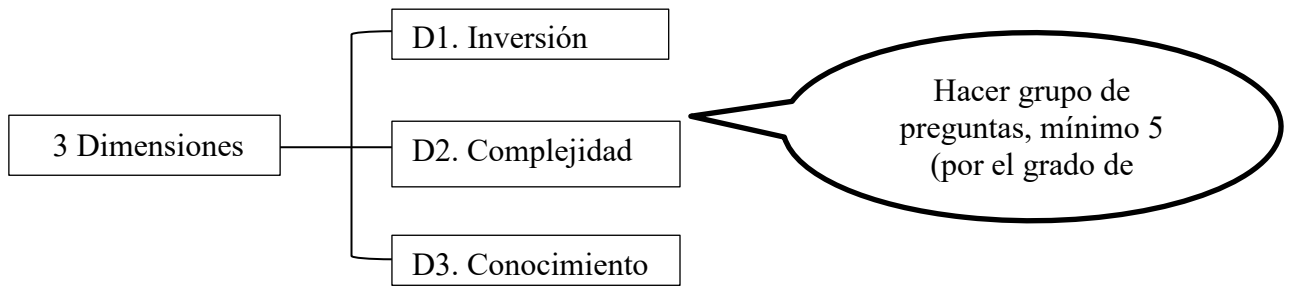 D1. Inversión
3 Dimensiones
D2. Complejidad
D3. Conocimiento
Hacer grupo de
preguntas, mínimo 5
(por el grado de